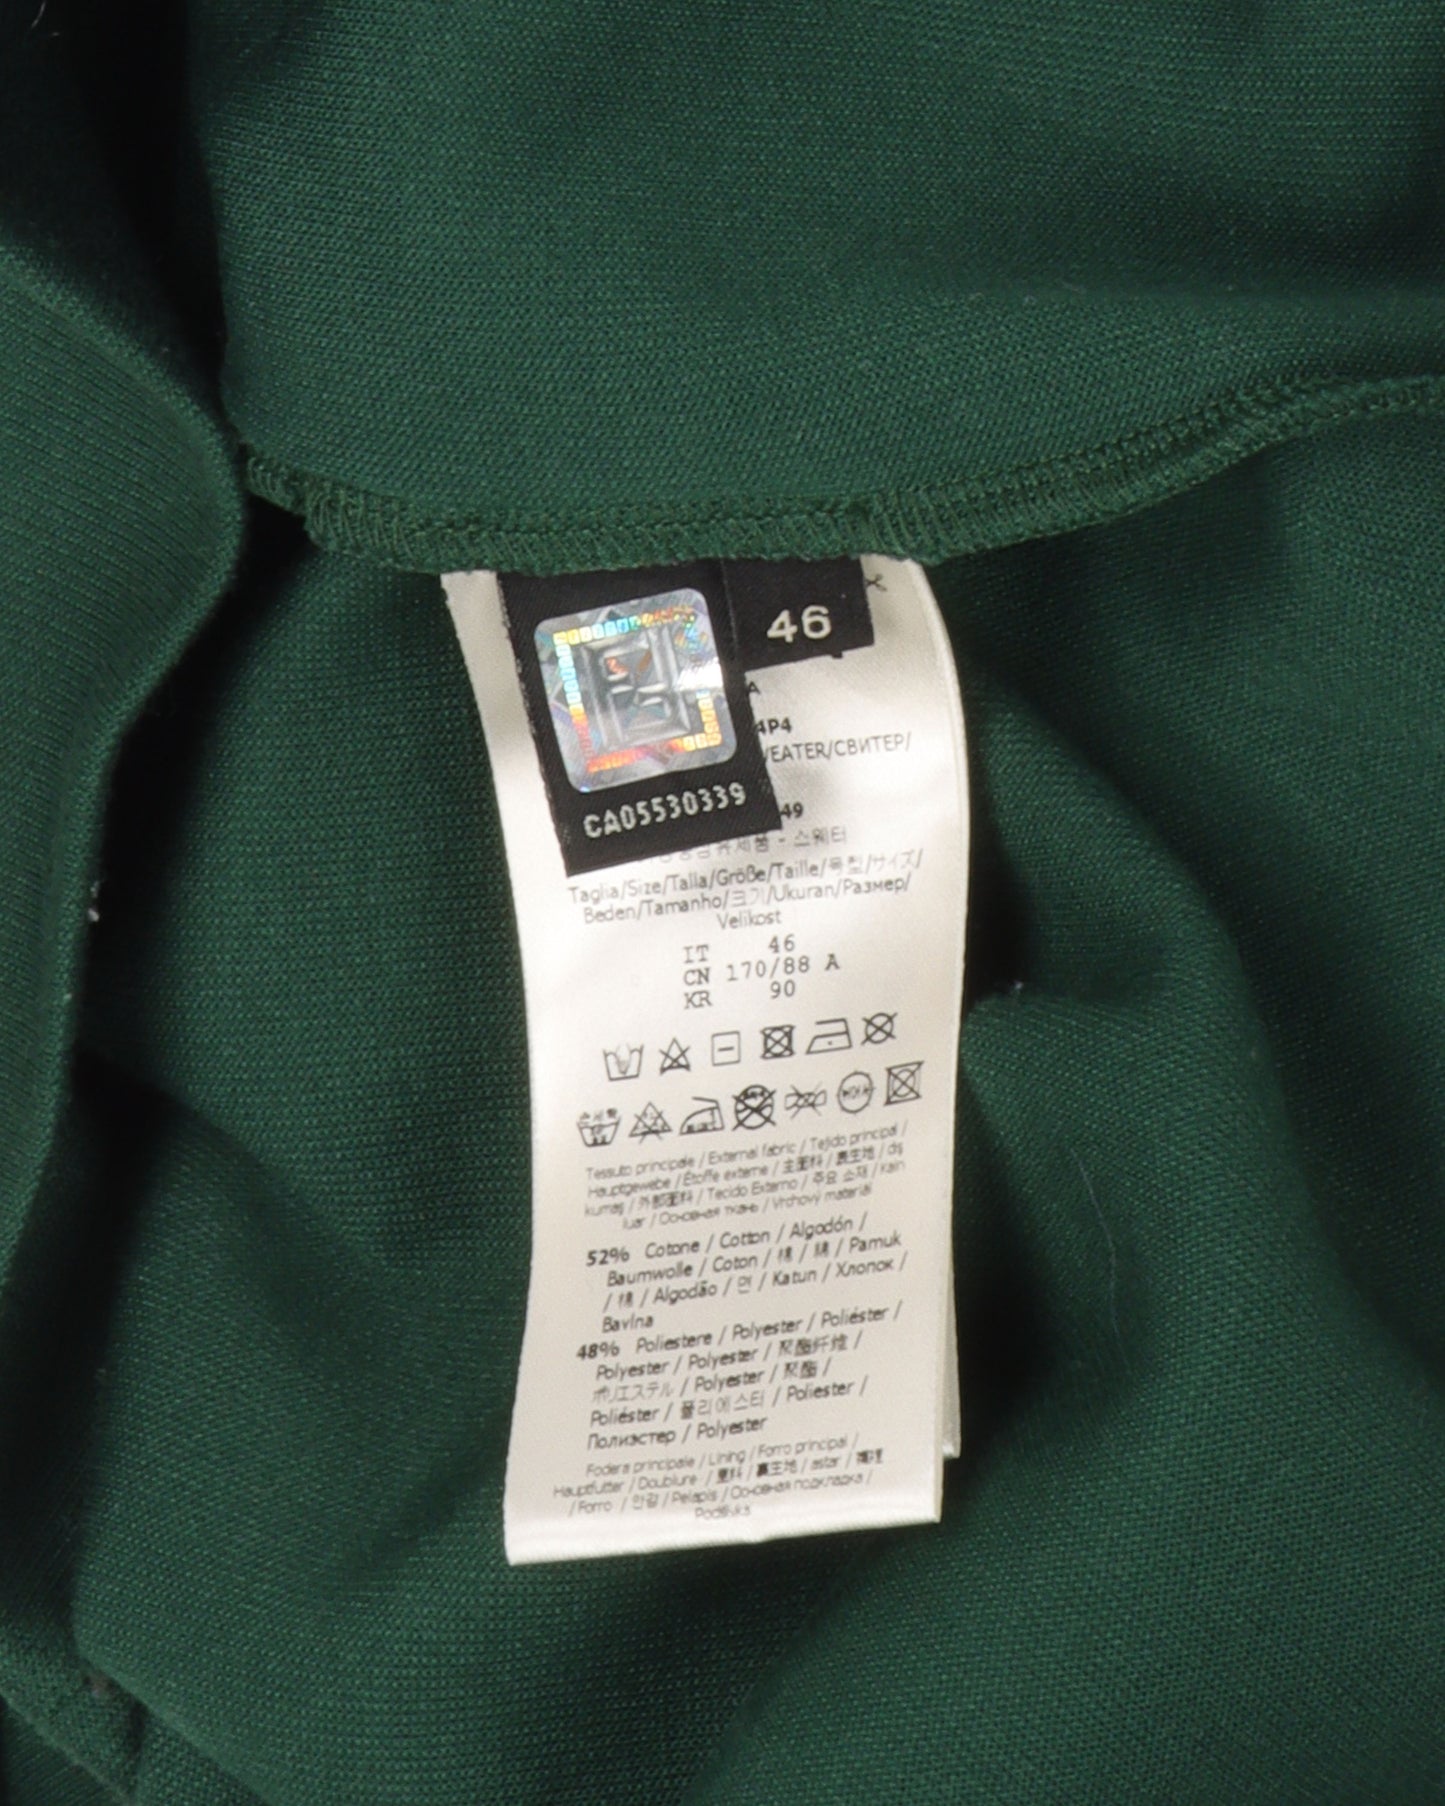 46
CA05530339
A
4P4
/EATER/СВИТЕР/
49
제품 - 스웨터
Taglia/Size/Talla/Größe/Taille/号型/サイズ/
Beden/Tamanho/크기/Ukuran/Размер/
Velikost
IT 46
CN 170/88 A
KR 90
Tessuto principale / External fabric / Tejido principal /
Hauptgewebe / Étoffe externe / 主面料 / 裏生地 / dış
kumaş / 外部面料 / Tecido Externo / 주요 소재 / Kain
luar / Основная ткань / Vrchový materiál
52% Cotone / Cotton / Algodón /
Baumwolle / Coton / 棉 / 綿 / Pamuk
/ 棉 / Algodão / 면 / Katun / Хлопок /
Bavlna
48% Poliestere / Polyester / Poliéster /
Polyester / Polyester / 聚酯纤维 /
ポリエステル / Polyester / 聚酯 /
Poliéster / 폴리에스터 / Poliester /
Полиэстер / Polyester
Fodera principale / Lining / Forro principal /
Hauptfutter / Doublure / 里料 / 裏生地 / astar /
/ Forro / 안감 / Pelapis / Основная подкладка /
Podšívka